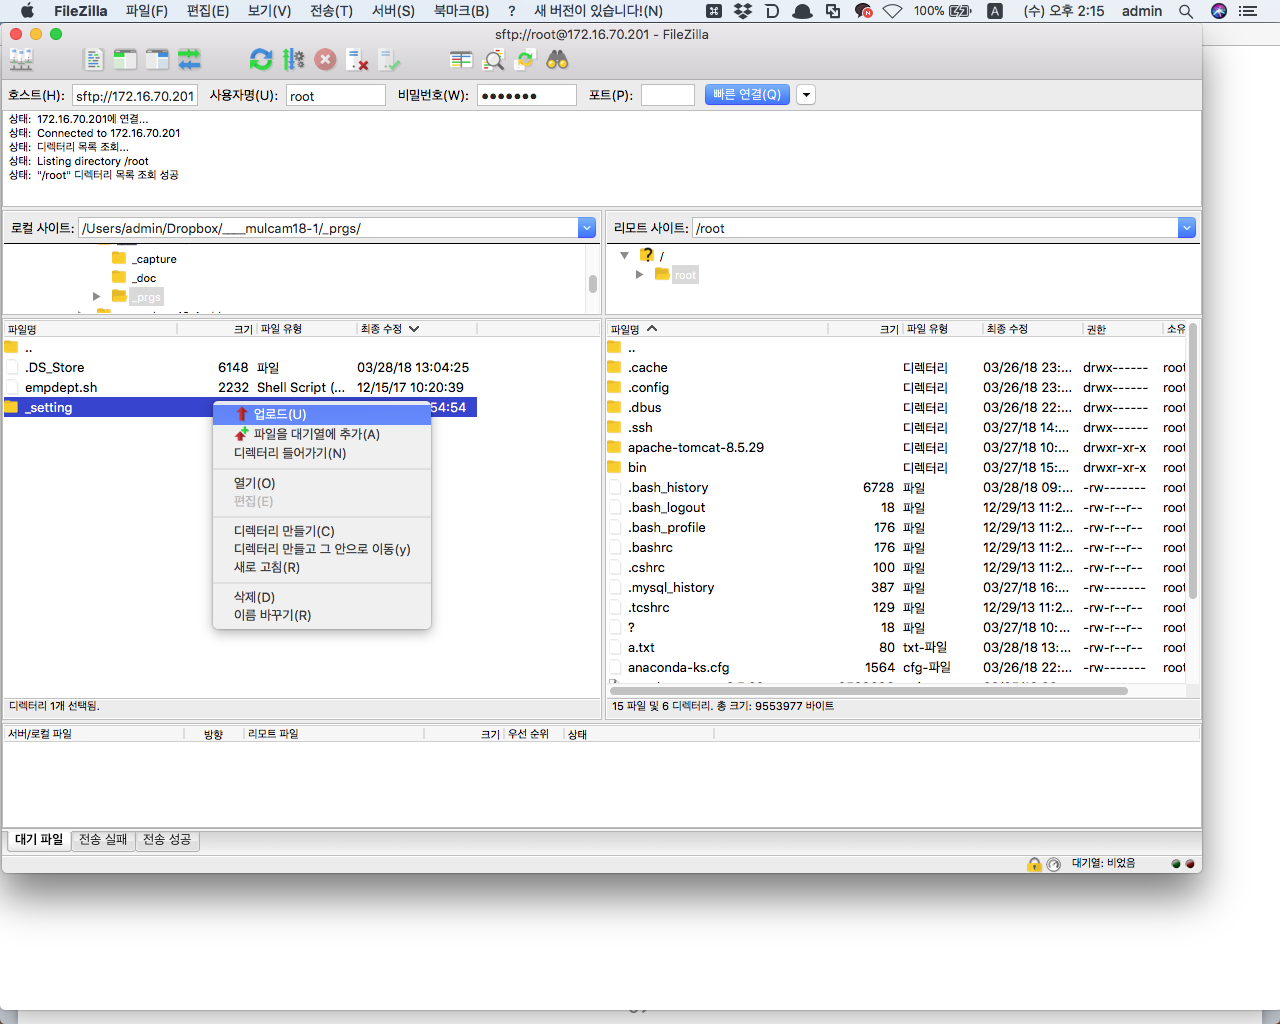 FileZilla 파일(F) 편집(E) 보기(V) 전송(T) 서버(S) 북마크(B) ? 새 버전이 있습니다!(N) 100% A (수) 오후 2:15 admin
sftp://root@172.16.70.201 - FileZilla
호스트(H): sftp://172.16.70.201 사용자명(U): root 비밀번호(W): ●●●●●●● 포트(P): 빠른 연결(Q)
상태: 172.16.70.201에 연결...
상태: Connected to 172.16.70.201
상태: 디렉터리 목록 조회...
상태: Listing directory /root
상태: "/root" 디렉터리 목록 조회 성공
로컬 사이트: /Users/admin/Dropbox/____mulcam18-1/_prgs/
_capture
_doc
_prgs
파일명 크기 파일 유형 최종 수정
..
.DS_Store 6148 파일 03/28/18 13:04:25
empdept.sh 2232 Shell Script (... 12/15/17 10:20:39
_setting 54:54
업로드(U)
파일을 대기열에 추가(A)
디렉터리 들어가기(N)
열기(O)
편집(E)
디렉터리 만들기(C)
디렉터리 만들고 그 안으로 이동(y)
새로 고침(R)
삭제(D)
이름 바꾸기(R)
디렉터리 1개 선택됨.
리모트 사이트: /root
/
root
파일명 크기 파일 유형 최종 수정 권한 소유
..
.cache 디렉터리 03/26/18 23:... drwx------ root
.config 디렉터리 03/26/18 23:... drwx------ root
.dbus 디렉터리 03/26/18 22:... drwx------ root
.ssh 디렉터리 03/27/18 14:... drwx------ root
apache-tomcat-8.5.29 디렉터리 03/27/18 10:... drwxr-xr-x root
bin 디렉터리 03/27/18 15:... drwxr-xr-x root
.bash_history 6728 파일 03/28/18 09:... -rw------- root
.bash_logout 18 파일 12/29/13 11:2... -rw-r--r-- root
.bash_profile 176 파일 12/29/13 11:2... -rw-r--r-- root
.bashrc 176 파일 12/29/13 11:2... -rw-r--r-- root
.cshrc 100 파일 12/29/13 11:2... -rw-r--r-- root
.mysql_history 387 파일 03/27/18 16:... -rw------- root
.tcshrc 129 파일 12/29/13 11:2... -rw-r--r-- root
? 18 파일 03/27/18 10:... -rw-r--r-- root
a.txt 80 txt-파일 03/28/18 13:... -rw-r--r-- root
anaconda-ks.cfg 1564 cfg-파일 03/26/18 22:... -rw------- root
15 파일 및 6 디렉터리. 총 크기: 9553977 바이트
서버/로컬 파일 방향 리모트 파일 크기 우선 순위 상태
대기 파일 전송 실패 전송 성공
대기열: 비었음